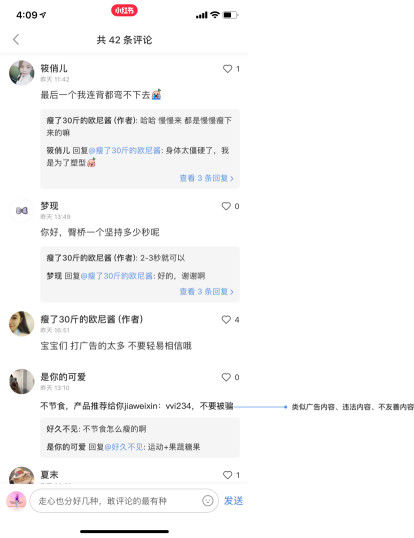 4:09
小红书
共 42 条评论
筱俏儿
1
昨天 11:42
最后一个我连背都弯不下去
瘦了30斤的欧尼酱 (作者): 哈哈 慢慢来 都是慢慢瘦下
来的嘛
筱俏儿 回复@瘦了30斤的欧尼酱: 身体太僵硬了，我
是为了塑型
查看 3 条回复 >
梦现
0
昨天 13:49
你好，臀桥一个坚持多少秒呢
瘦了30斤的欧尼酱 (作者): 2-3秒就可以
梦现 回复@瘦了30斤的欧尼酱: 好的，谢谢啊
查看 3 条回复 >
瘦了30斤的欧尼酱 (作者)
4
昨天 16:51
宝宝们 打广告的太多 不要轻易相信哦
是你的可爱
0
昨天 13:10
不节食，产品推荐给你jiaweixin：vvi234，不要被骗
类似广告内容、违法内容、不友善内容
好久不见: 不节食怎么瘦的啊
是你的可爱 回复@好久不见: 运动+果蔬糖果
夏末
1
走心也分好几种，敢评论的最有种
发送